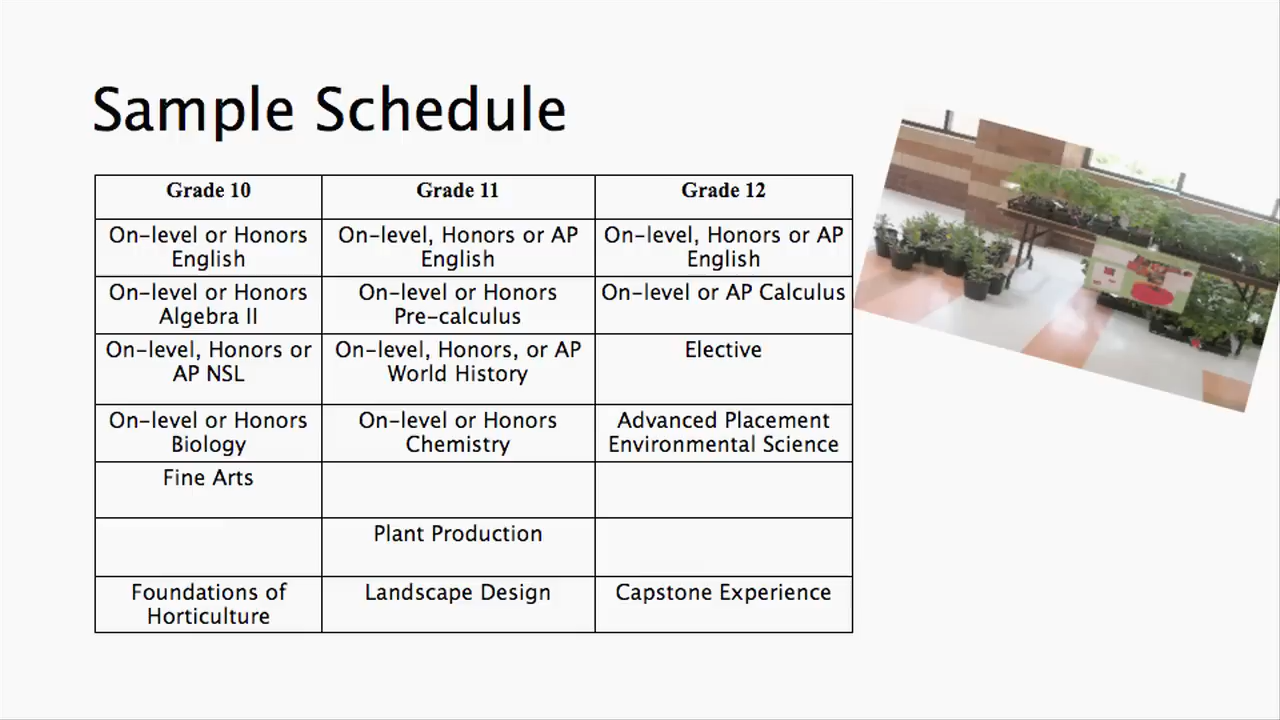 Sample Schedule
Grade 10
Grade 11
Grade 12
On-level or Honors
English
On-level, Honors or AP
English
On-level, Honors or AP
English
On-level or Honors
Algebra II
On-level or Honors
Pre-calculus
On-level or AP Calculus
On-level, Honors or
AP NSL
On-level, Honors, or AP
World History
Elective
On-level or Honors
Biology
On-level or Honors
Chemistry
Advanced Placement
Environmental Science
Fine Arts
Plant Production
Foundations of
Horticulture
Landscape Design
Capstone Experience